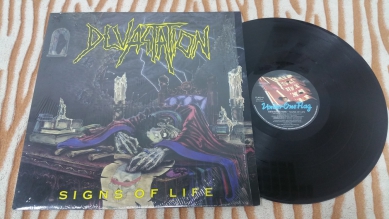 DEVASTATION
SIGNS OF LIFE
Under One Flag